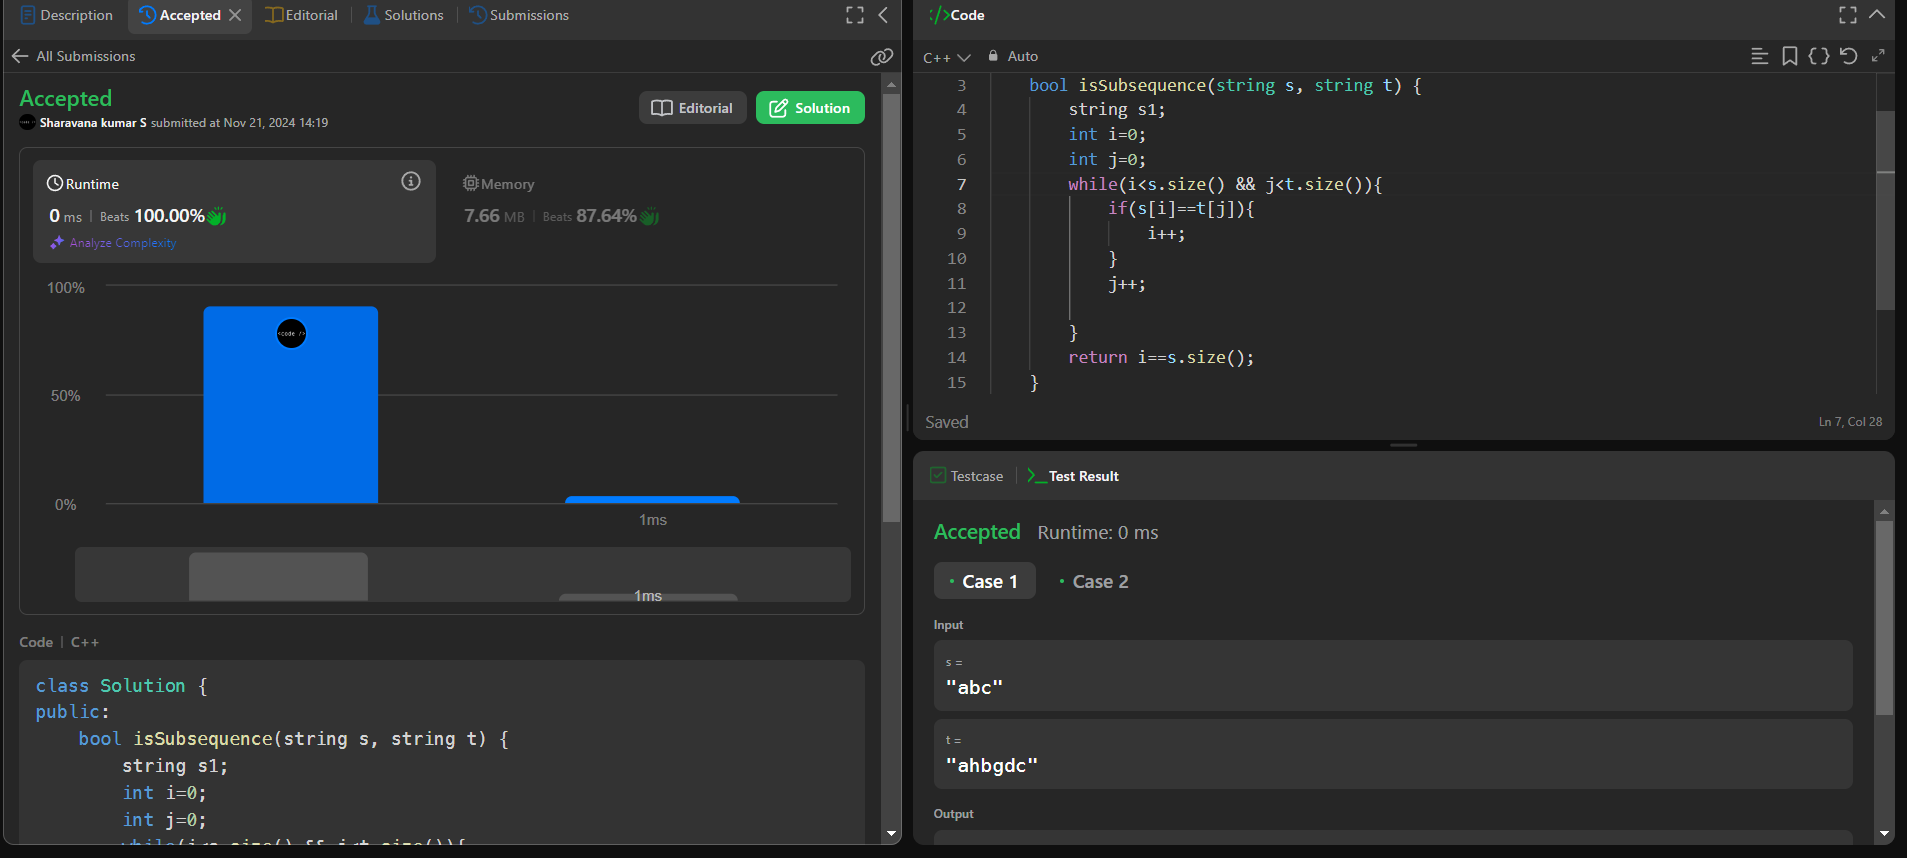 Description
Accepted
Editorial
Solutions
Submissions
All Submissions
Accepted
Sharavana kumar S submitted at Nov 21, 2024 14:19
Editorial
Solution
Runtime
0 ms | Beats 100.00%
Analyze Complexity
Memory
7.66 MB | Beats 87.64%
100%
<code />
50%
0%
1ms
1ms
Code | C++
class Solution {
public:
    bool isSubsequence(string s, string t) {
        string s1;
        int i=0;
        int j=0;
        while(i<s.size() && j<t.size()){
</>Code
C++
Auto
3     bool isSubsequence(string s, string t) {
4         string s1;
5         int i=0;
6         int j=0;
7         while(i<s.size() && j<t.size()){
8             if(s[i]==t[j]){
9                 i++;
10             }
11             j++;
12
13         }
14         return i==s.size();
15     }
Saved
Ln 7, Col 28
Testcase
>_Test Result
Accepted
Runtime: 0 ms
• Case 1
• Case 2
Input
s =
"abc"
t =
"ahbgdc"
Output